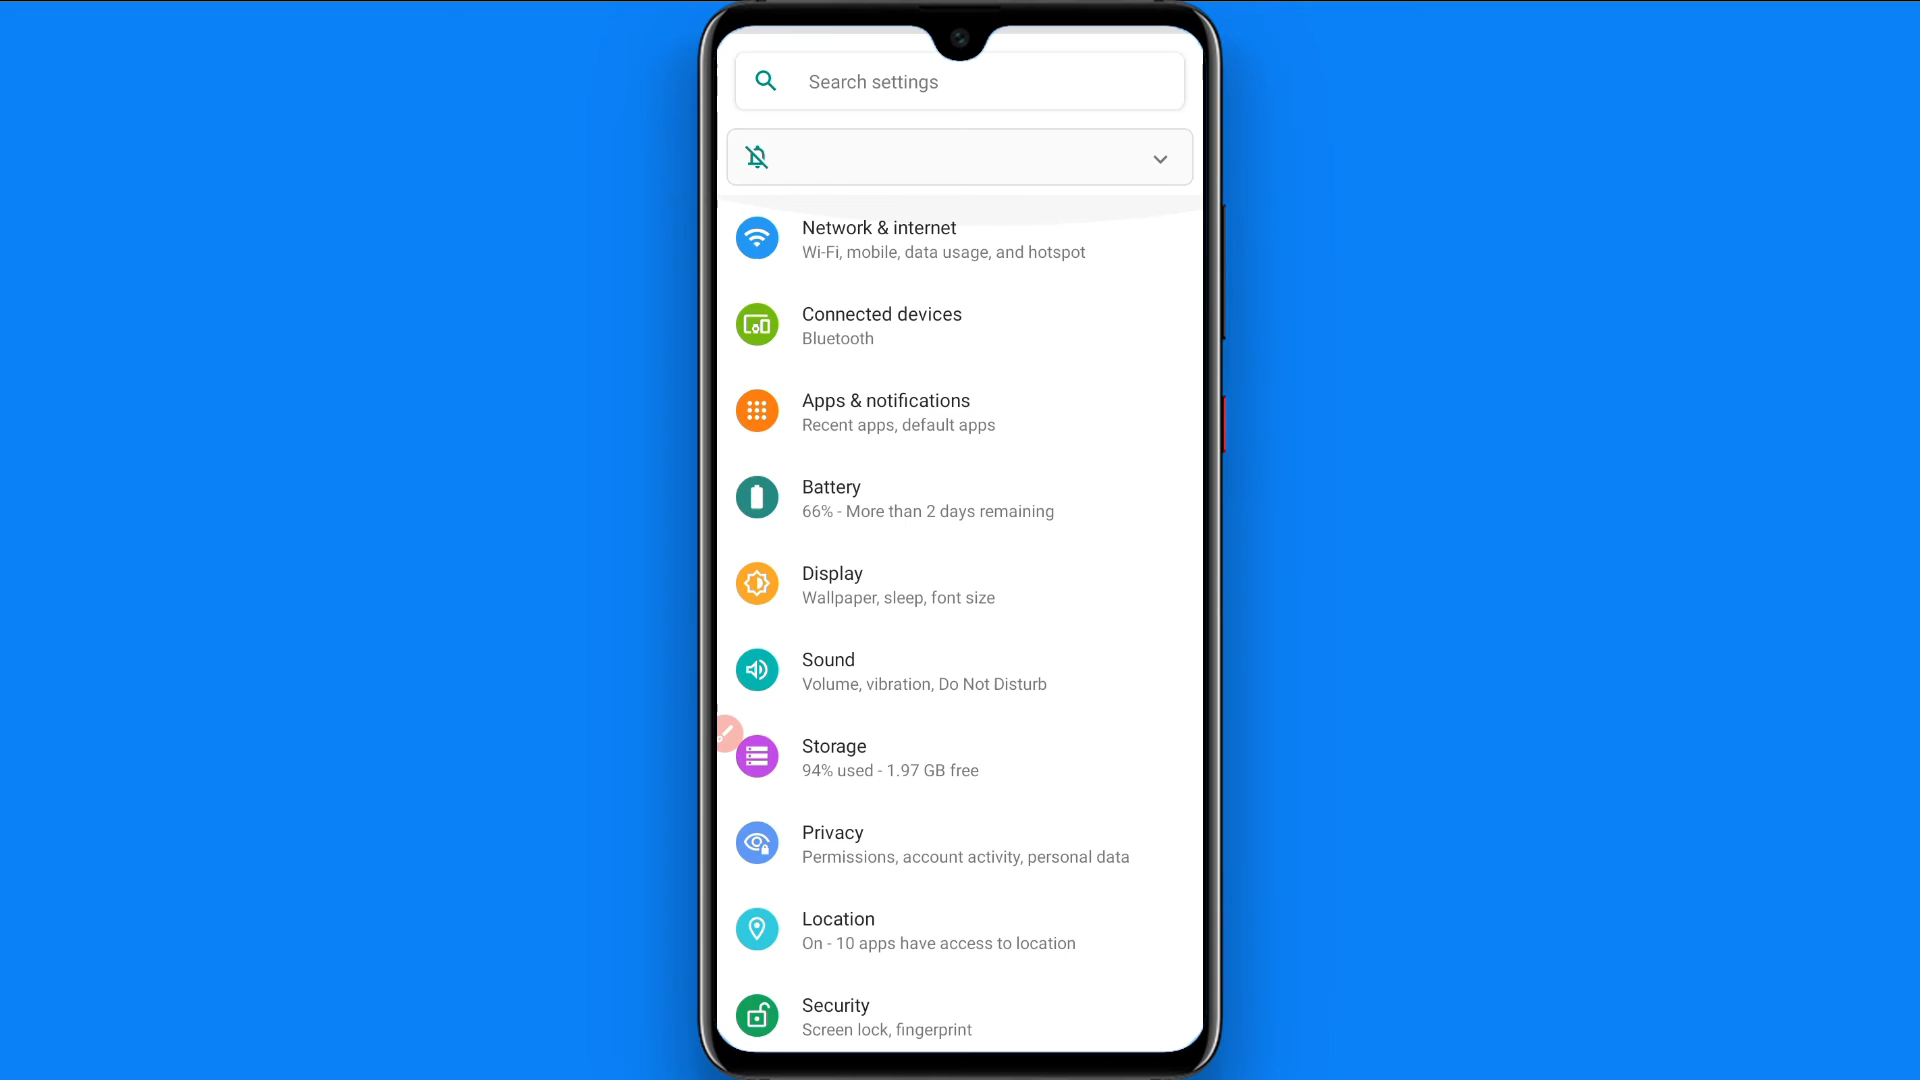 Search settings
Network & internet
Wi-Fi, mobile, data usage, and hotspot
Connected devices
Bluetooth
Apps & notifications
Recent apps, default apps
Battery
66% - More than 2 days remaining
Display
Wallpaper, sleep, font size
Sound
Volume, vibration, Do Not Disturb
Storage
94% used - 1.97 GB free
Privacy
Permissions, account activity, personal data
Location
On - 10 apps have access to location
Security
Screen lock, fingerprint